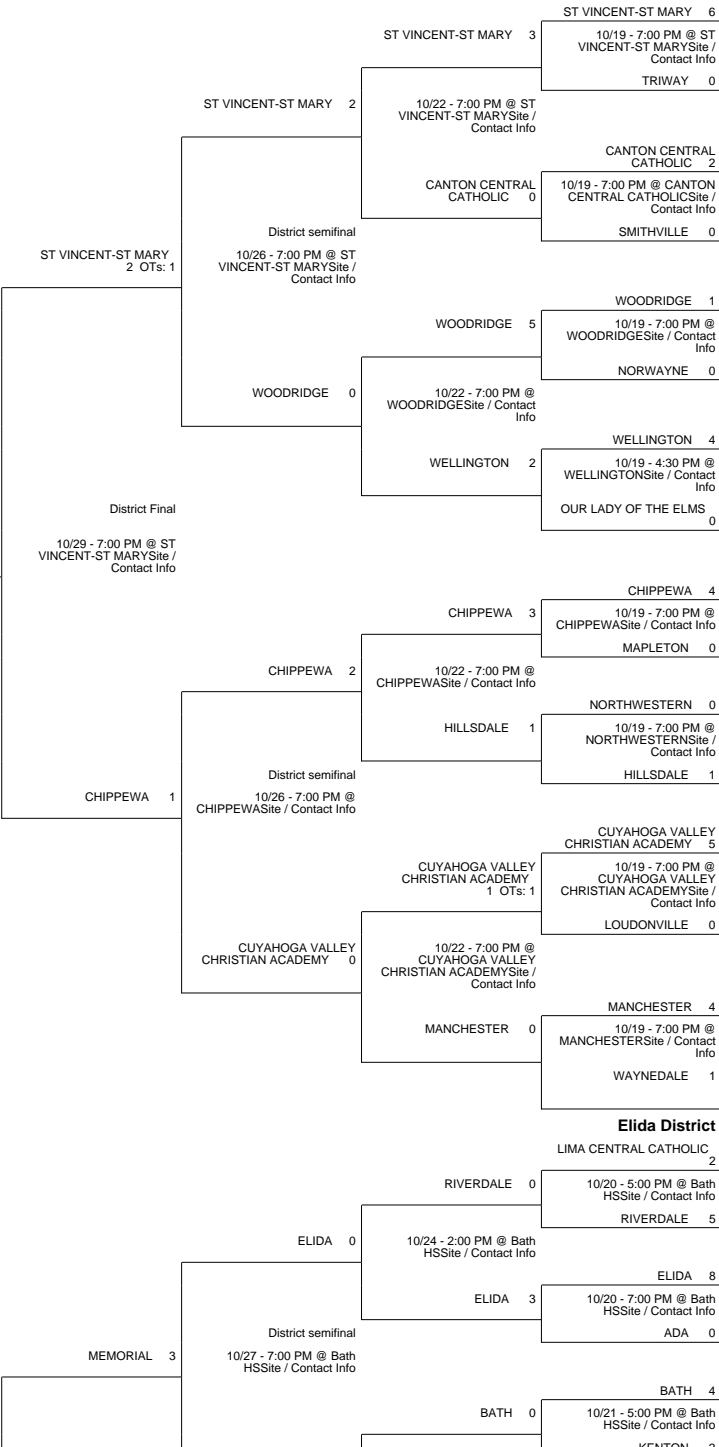 ST VINCENT-ST MARY 6
10/19 - 7:00 PM @ ST
VINCENT-ST MARYSite /
Contact Info
TRIWAY 0
ST VINCENT-ST MARY 3
10/22 - 7:00 PM @ ST
VINCENT-ST MARYSite /
Contact Info
CANTON CENTRAL
CATHOLIC 0
CANTON CENTRAL
CATHOLIC 2
10/19 - 7:00 PM @ CANTON
CENTRAL CATHOLICSite /
Contact Info
SMITHVILLE 0
ST VINCENT-ST MARY 2
District semifinal
10/26 - 7:00 PM @ ST
VINCENT-ST MARYSite /
Contact Info
WOODRIDGE 0
ST VINCENT-ST MARY
2 OTs: 1
WOODRIDGE 1
10/19 - 7:00 PM @
WOODRIDGESite / Contact
Info
NORWAYNE 0
WOODRIDGE 5
10/22 - 7:00 PM @
WOODRIDGESite / Contact
Info
WELLINGTON 2
WELLINGTON 4
10/19 - 4:30 PM @
WELLINGTONSite / Contact
Info
OUR LADY OF THE ELMS
0
District Final
10/29 - 7:00 PM @ ST
VINCENT-ST MARYSite /
Contact Info
CHIPPEWA 4
10/19 - 7:00 PM @
CHIPPEWASite / Contact Info
MAPLETON 0
CHIPPEWA 3
10/22 - 7:00 PM @
CHIPPEWASite / Contact Info
HILLSDALE 1
NORTHWESTERN 0
10/19 - 7:00 PM @
NORTHWESTERNSite /
Contact Info
HILLSDALE 1
CHIPPEWA 2
District semifinal
10/26 - 7:00 PM @
CHIPPEWASite / Contact Info
CHIPPEWA 1
CUYAHOGA VALLEY
CHRISTIAN ACADEMY 0
CUYAHOGA VALLEY
CHRISTIAN ACADEMY 5
10/19 - 7:00 PM @
CUYAHOGA VALLEY
CHRISTIAN ACADEMYSite /
Contact Info
LOUDONVILLE 0
CUYAHOGA VALLEY
CHRISTIAN ACADEMY
1 OTs: 1
10/22 - 7:00 PM @
CUYAHOGA VALLEY
CHRISTIAN ACADEMYSite /
Contact Info
MANCHESTER 0
MANCHESTER 4
10/19 - 7:00 PM @
MANCHESTERSite / Contact
Info
WAYNEDALE 1
Elida District
LIMA CENTRAL CATHOLIC
2
10/20 - 5:00 PM @ Bath
HSSite / Contact Info
RIVERDALE 5
RIVERDALE 0
10/24 - 2:00 PM @ Bath
HSSite / Contact Info
ELIDA 3
ELIDA 8
10/20 - 7:00 PM @ Bath
HSSite / Contact Info
ADA 0
ELIDA 0
District semifinal
10/27 - 7:00 PM @ Bath
HSSite / Contact Info
MEMORIAL 3
BATH 4
10/21 - 5:00 PM @ Bath
HSSite / Contact Info
BATH 0
KENTON